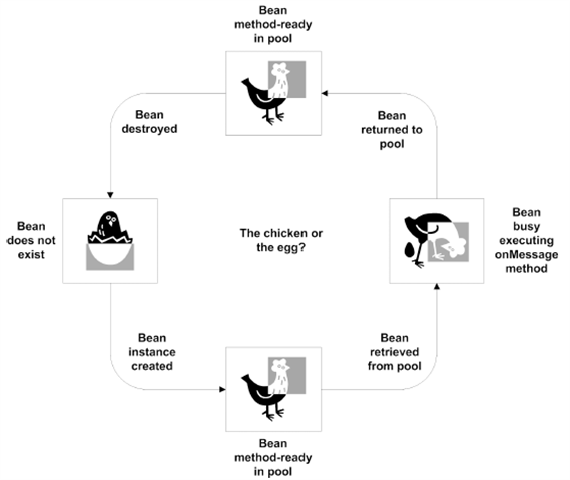 Bean
method-ready
in pool
Bean
destroyed
Bean
returned to
pool
Bean
does not
exist
The chicken or
the egg?
Bean
busy
executing
onMessage
method
Bean
instance
created
Bean
retrieved
from pool
Bean
method-ready
in pool